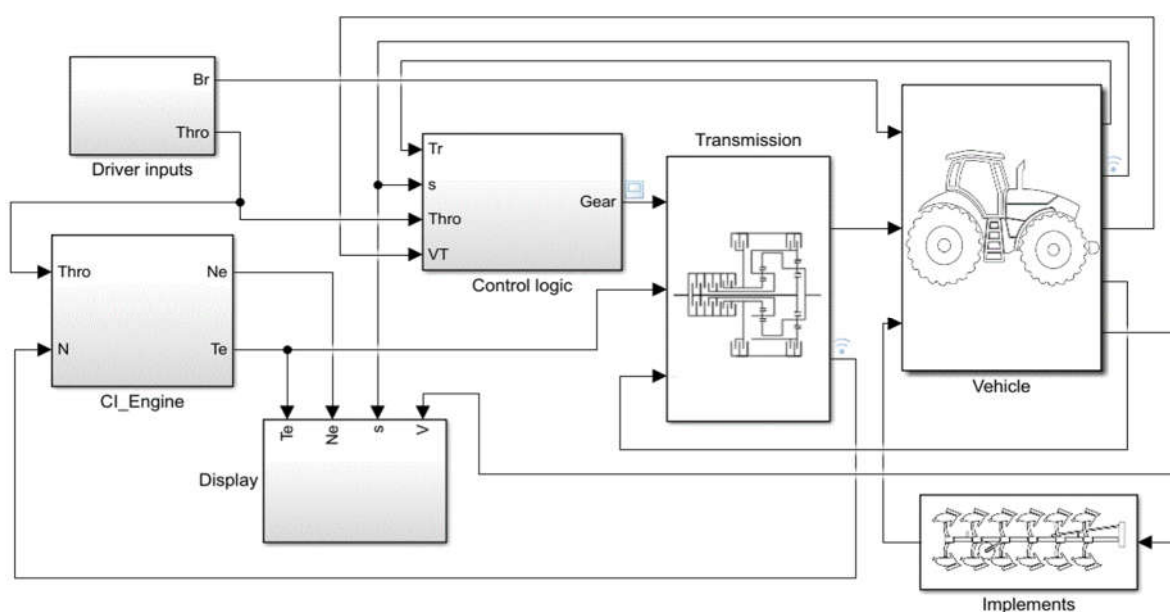 Br
Thro
Driver inputs
Tr
s
Thro
VT
Gear
Control logic
Transmission
Vehicle
Thro
N
Ne
Te
CI_Engine
Te
Ne
s
V
Display
Implements